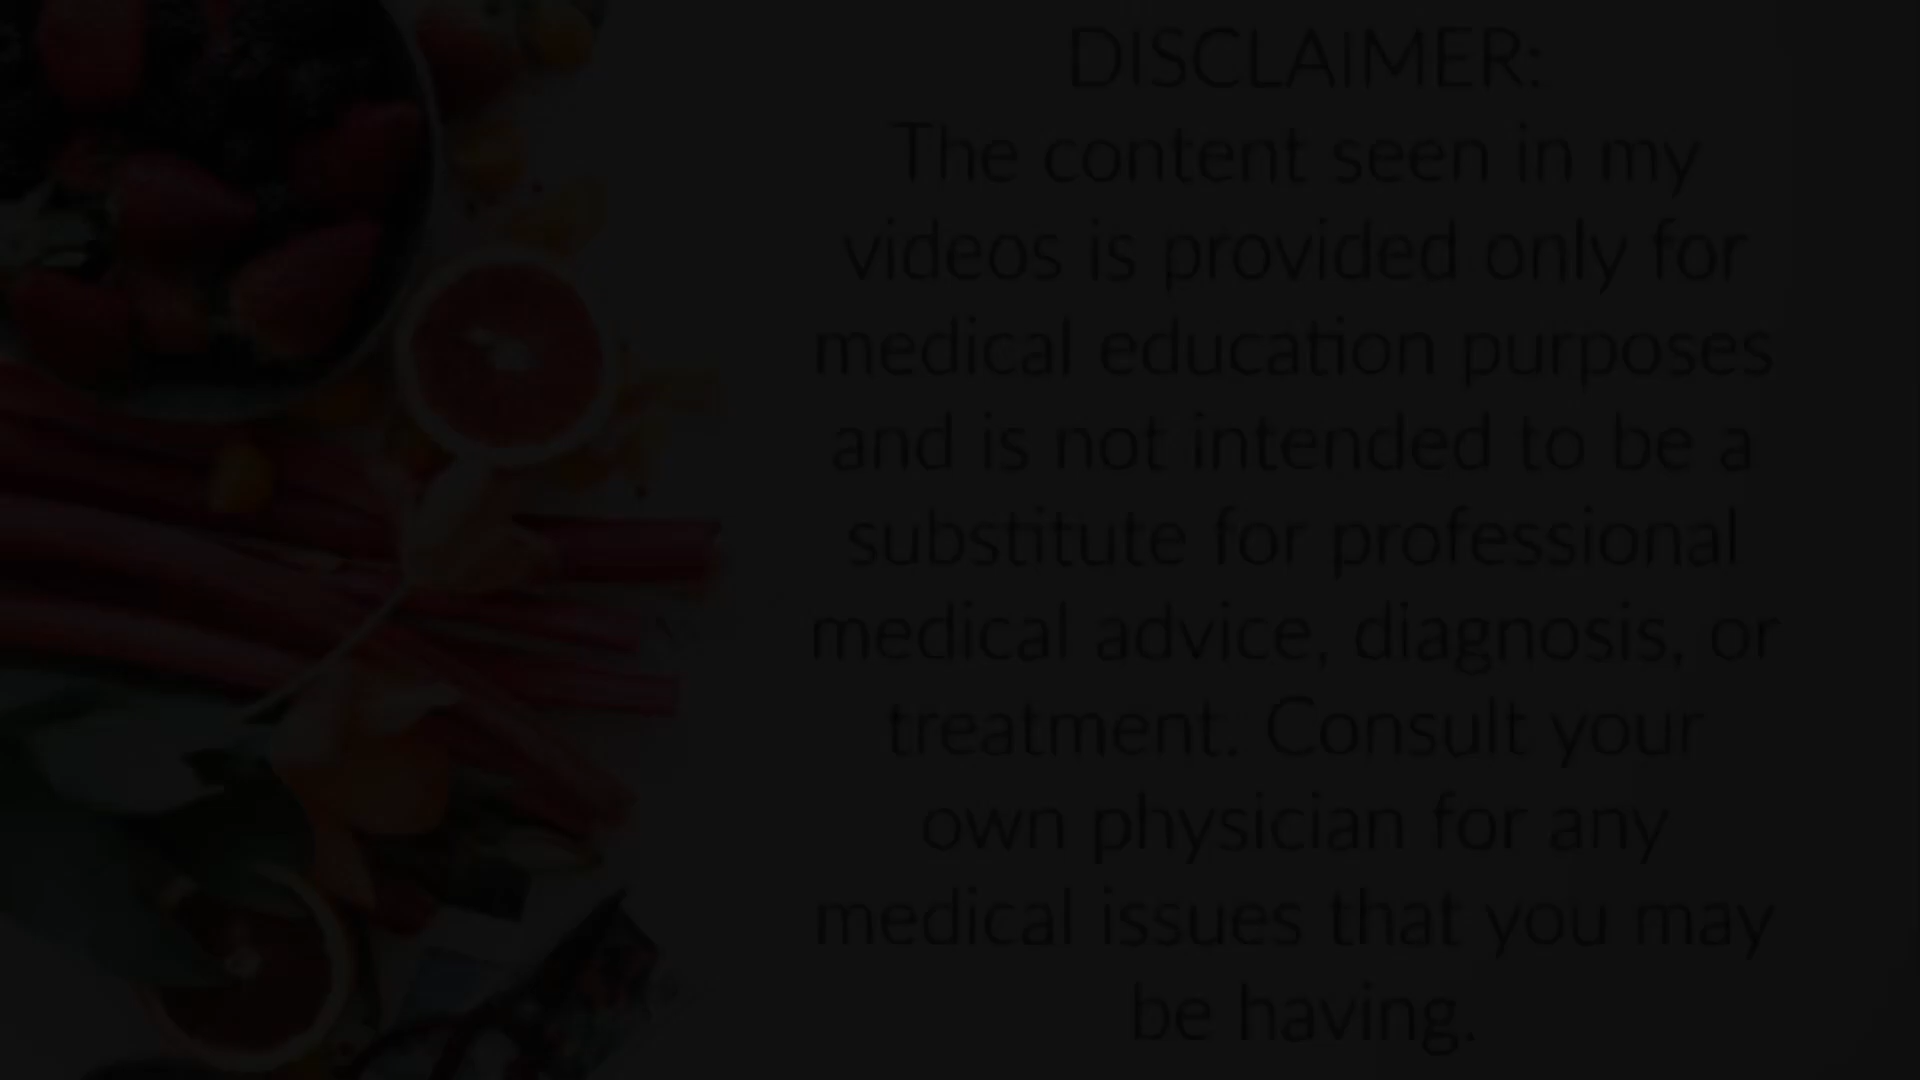 DISCLAIMER:
The content seen in my
videos is provided only for
medical education purposes
and is not intended to be a
substitute for professional
medical advice, diagnosis, or
treatment. Consult your
own physician for any
medical issues that you may
be having.